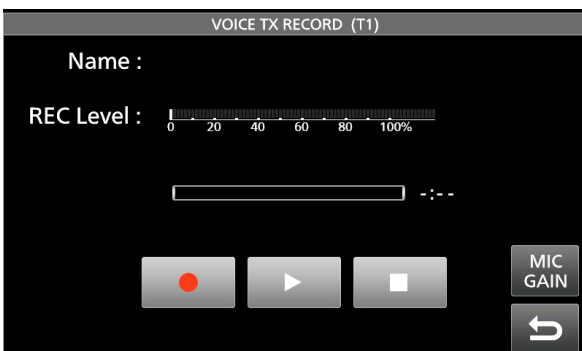 VOICE TX RECORD (T1)
Name :
REC Level :
0 20 40 60 80 100%
-:--
MIC
GAIN